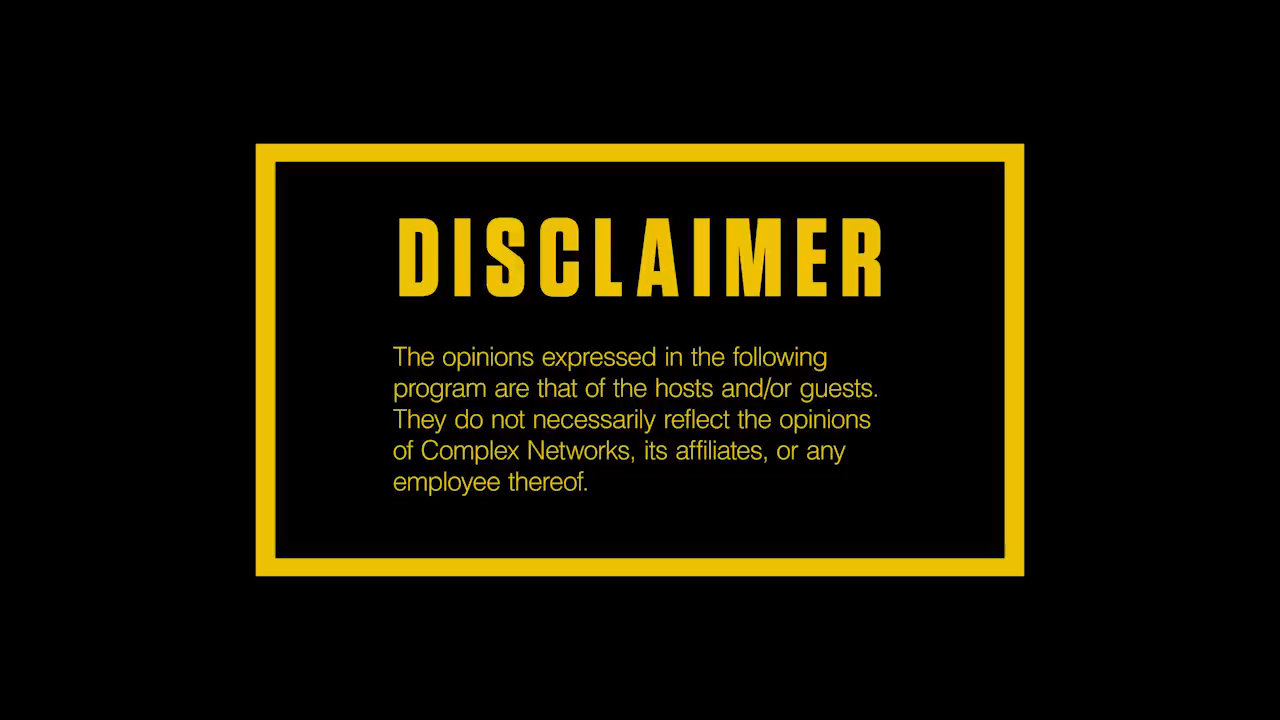 DISCLAIMER
The opinions expressed in the following
program are that of the hosts and/or guests.
They do not necessarily reflect the opinions
of Complex Networks, its affiliates, or any
employee thereof.